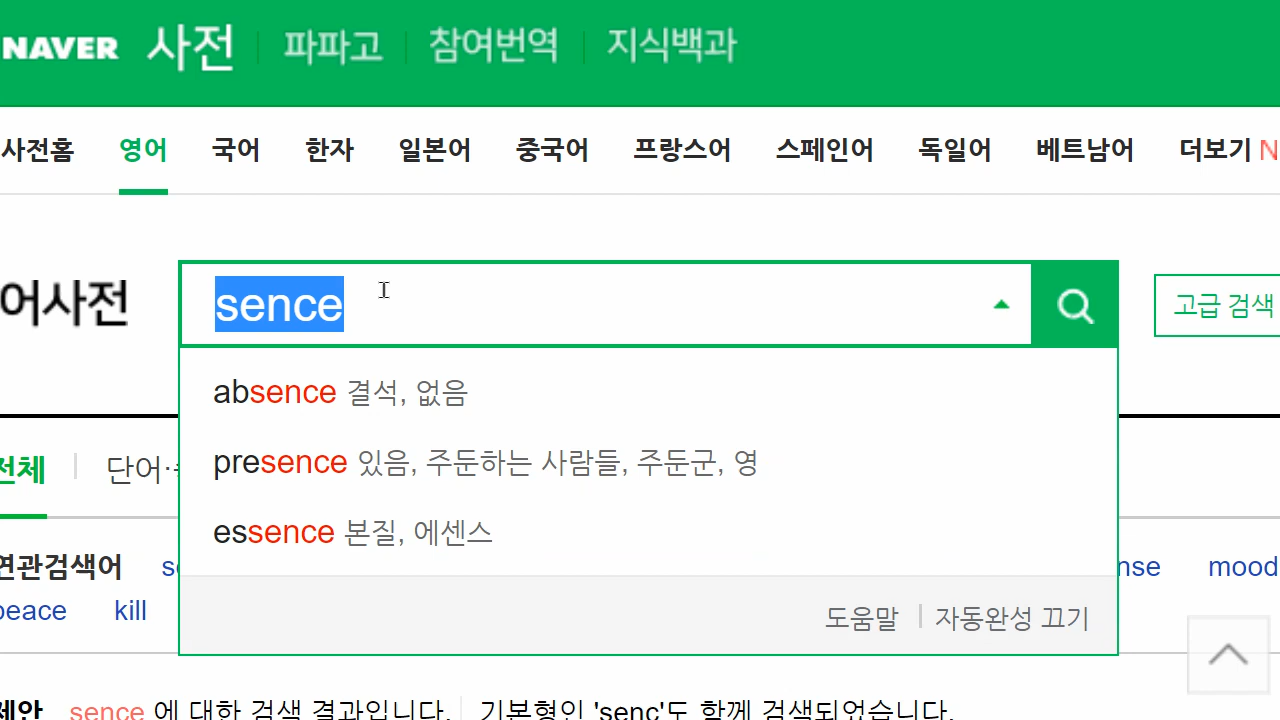 NAVER 사전 파파고 참여번역 지식백과
사전홈 영어 국어 한자 일본어 중국어 프랑스어 스페인어 독일어 베트남어 더보기 N
어사전 sence 고급 검색
absence 결석, 없음
presence 있음, 주둔하는 사람들, 주둔군, 영
essence 본질, 에센스
도움말 자동완성 끄기
전체 단어·
연관검색어 nse mood
peace kill
제안 sence 에 대한 검색 결과입니다. 기본형인 'senc'도 함께 검색되었습니다.